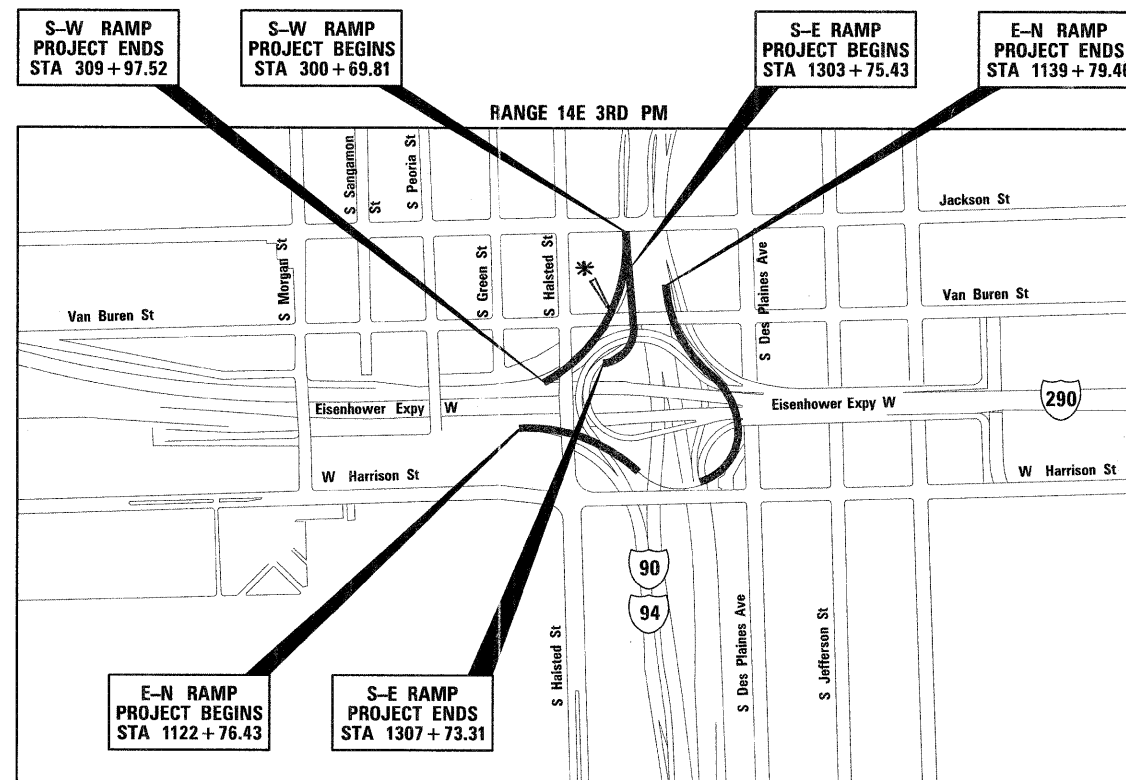 S–W RAMP
PROJECT ENDS
STA 309+97.52
S–W RAMP
PROJECT BEGINS
STA 300+69.81
S–E RAMP
PROJECT BEGINS
STA 1303+75.43
E–N RAMP
PROJECT ENDS
STA 1139+79.46
RANGE 14E 3RD PM
S Sangamon
St
S Peoria St
Jackson St
S Morgan St
S Green St
S Halsted St
*
S Des Plaines Ave
Van Buren St
Van Buren St
Eisenhower Expy W
Eisenhower Expy W
290
W Harrison St
W Harrison St
90
94
S Halsted St
S Des Plaines Ave
S Jefferson St
E–N RAMP
PROJECT BEGINS
STA 1122+76.43
S–E RAMP
PROJECT ENDS
STA 1307+73.31